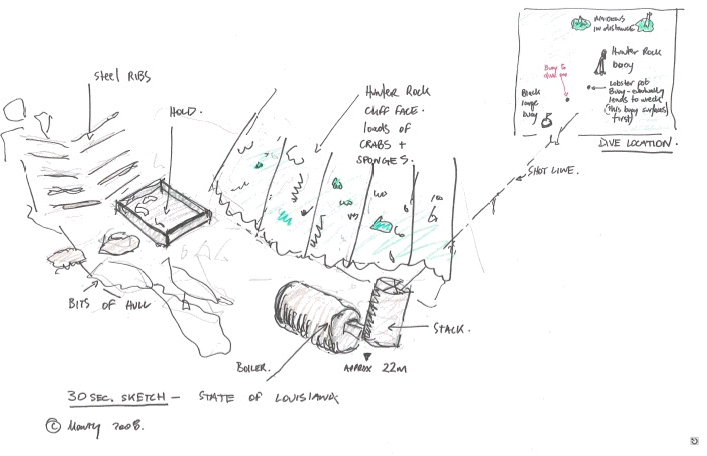 STEEL RIBS
HOLD.
HUNTER ROCK
CLIFF FACE.
LOADS OF
CRABS +
SPONGES.
IN DISTANCE
HUNTER ROCK
BUOY
BUOY TO
DIVE ON
LOBSTER POT
BUOY - EVENTUALLY
LEADS TO WRECK
(THIS BUOY SURFACES
FIRST)
BLACK
LARGE
BUOY
DIVE LOCATION.
SHOT LINE.
BITS OF HULL
BOILER.
STACK.
APPROX 22M
30 SEC. SKETCH - STATE OF LOUISIANA
© 2008.